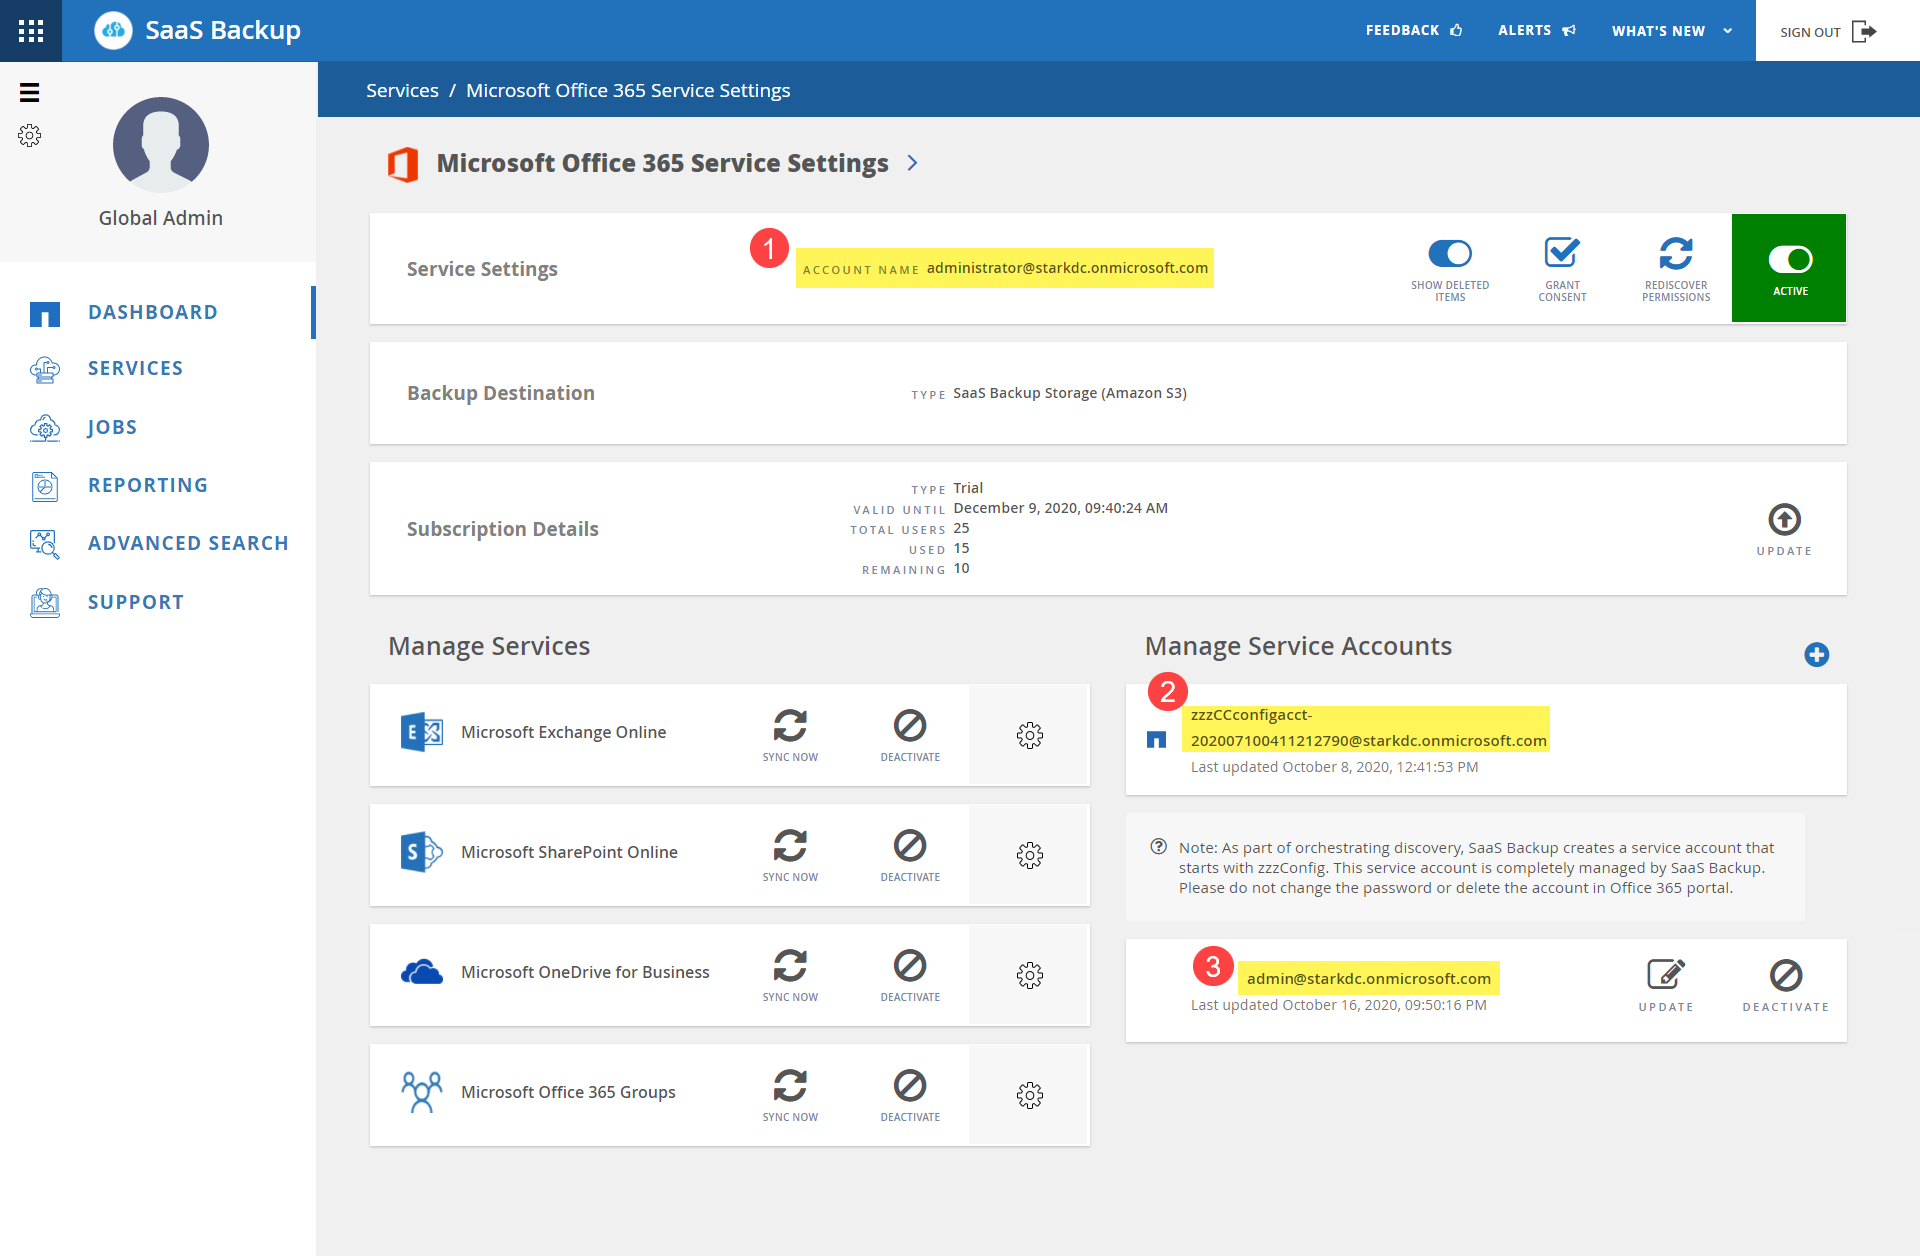 SaaS Backup
FEEDBACK
ALERTS
WHAT'S NEW
SIGN OUT
Global Admin
DASHBOARD
SERVICES
JOBS
REPORTING
ADVANCED SEARCH
SUPPORT
Services / Microsoft Office 365 Service Settings
Microsoft Office 365 Service Settings
Service Settings
1
ACCOUNT NAME administrator@starkdc.onmicrosoft.com
SHOW DELETED
ITEMS
GRANT
CONSENT
REDISCOVER
PERMISSIONS
ACTIVE
Backup Destination
TYPE SaaS Backup Storage (Amazon S3)
Subscription Details
TYPE Trial
VALID UNTIL December 9, 2020, 09:40:24 AM
TOTAL USERS 25
USED 15
REMAINING 10
UPDATE
Manage Services
E
Microsoft Exchange Online
SYNC NOW
DEACTIVATE
S
Microsoft SharePoint Online
SYNC NOW
DEACTIVATE
Microsoft OneDrive for Business
SYNC NOW
DEACTIVATE
Microsoft Office 365 Groups
SYNC NOW
DEACTIVATE
Manage Service Accounts
2
zzzCCconfigacct-
202007100411212790@starkdc.onmicrosoft.com
Last updated October 8, 2020, 12:41:53 PM
Note: As part of orchestrating discovery, SaaS Backup creates a service account that
starts with zzzConfig. This service account is completely managed by SaaS Backup.
Please do not change the password or delete the account in Office 365 portal.
3
admin@starkdc.onmicrosoft.com
Last updated October 16, 2020, 09:50:16 PM
UPDATE
DEACTIVATE